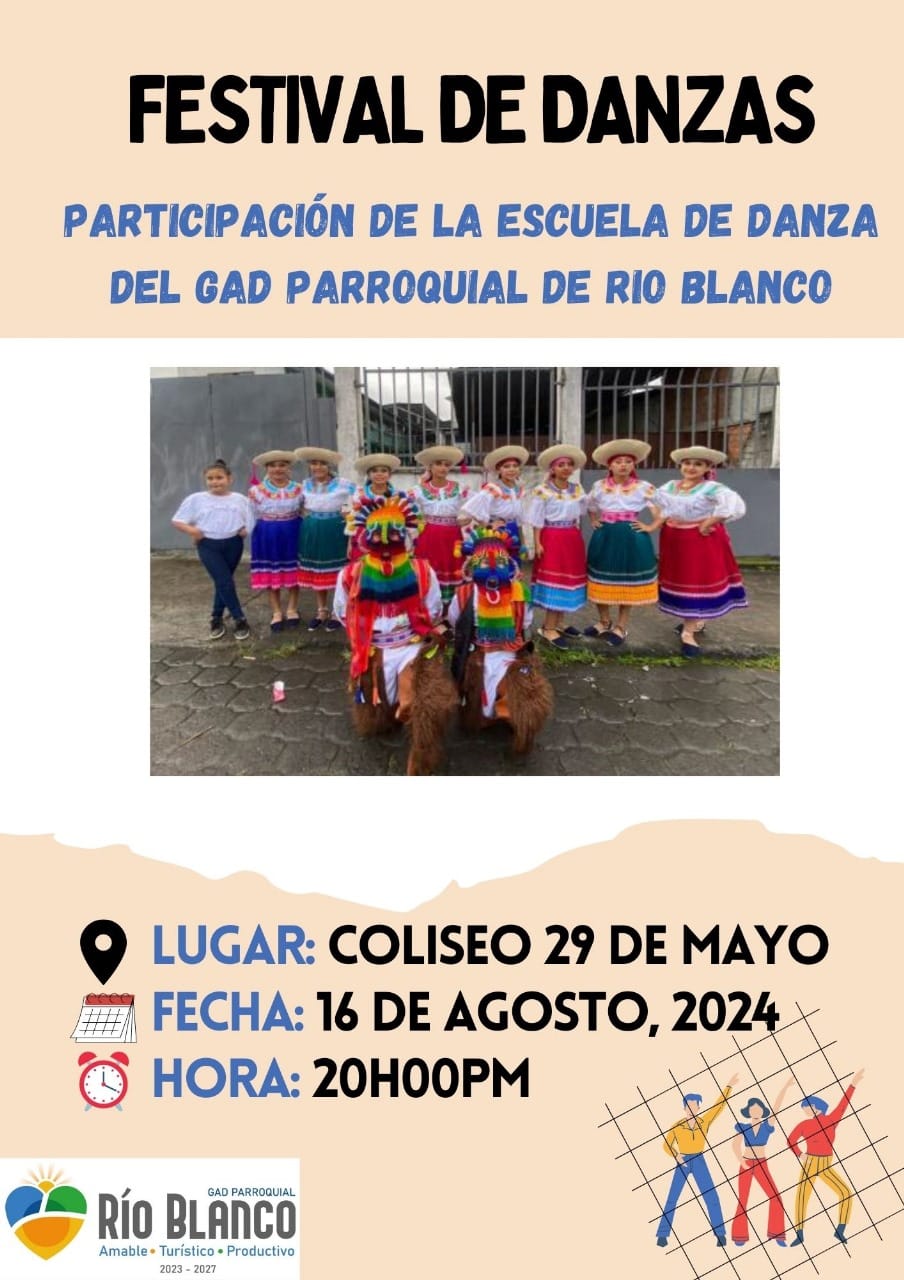 FESTIVAL DE DANZAS
PARTICIPACIÓN DE LA ESCUELA DE DANZA
DEL GAD PARROQUIAL DE RIO BLANCO
LUGAR: COLISEO 29 DE MAYO
FECHA: 16 DE AGOSTO, 2024
HORA: 20H00PM
GAD PARROQUIAL
RÍO BLANCO
Amable • Turístico • Productivo
2023 - 2027